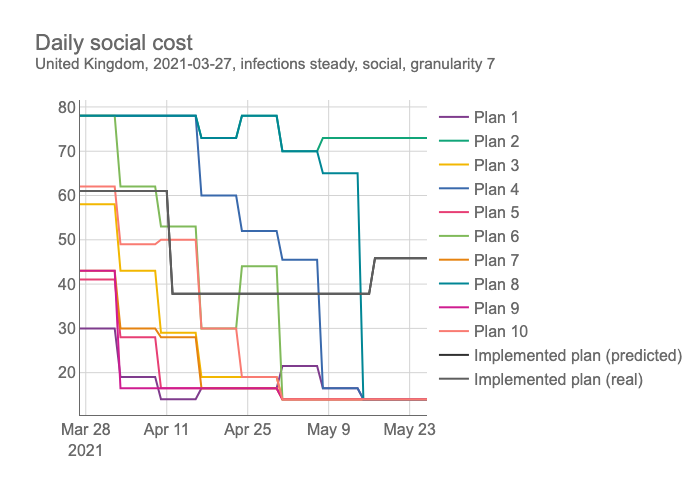 Daily social cost
United Kingdom, 2021-03-27, infections steady, social, granularity 7
80
70
60
50
40
30
20
Mar 28
2021
Apr 11
Apr 25
May 9
May 23
Plan 1
Plan 2
Plan 3
Plan 4
Plan 5
Plan 6
Plan 7
Plan 8
Plan 9
Plan 10
Implemented plan (predicted)
Implemented plan (real)